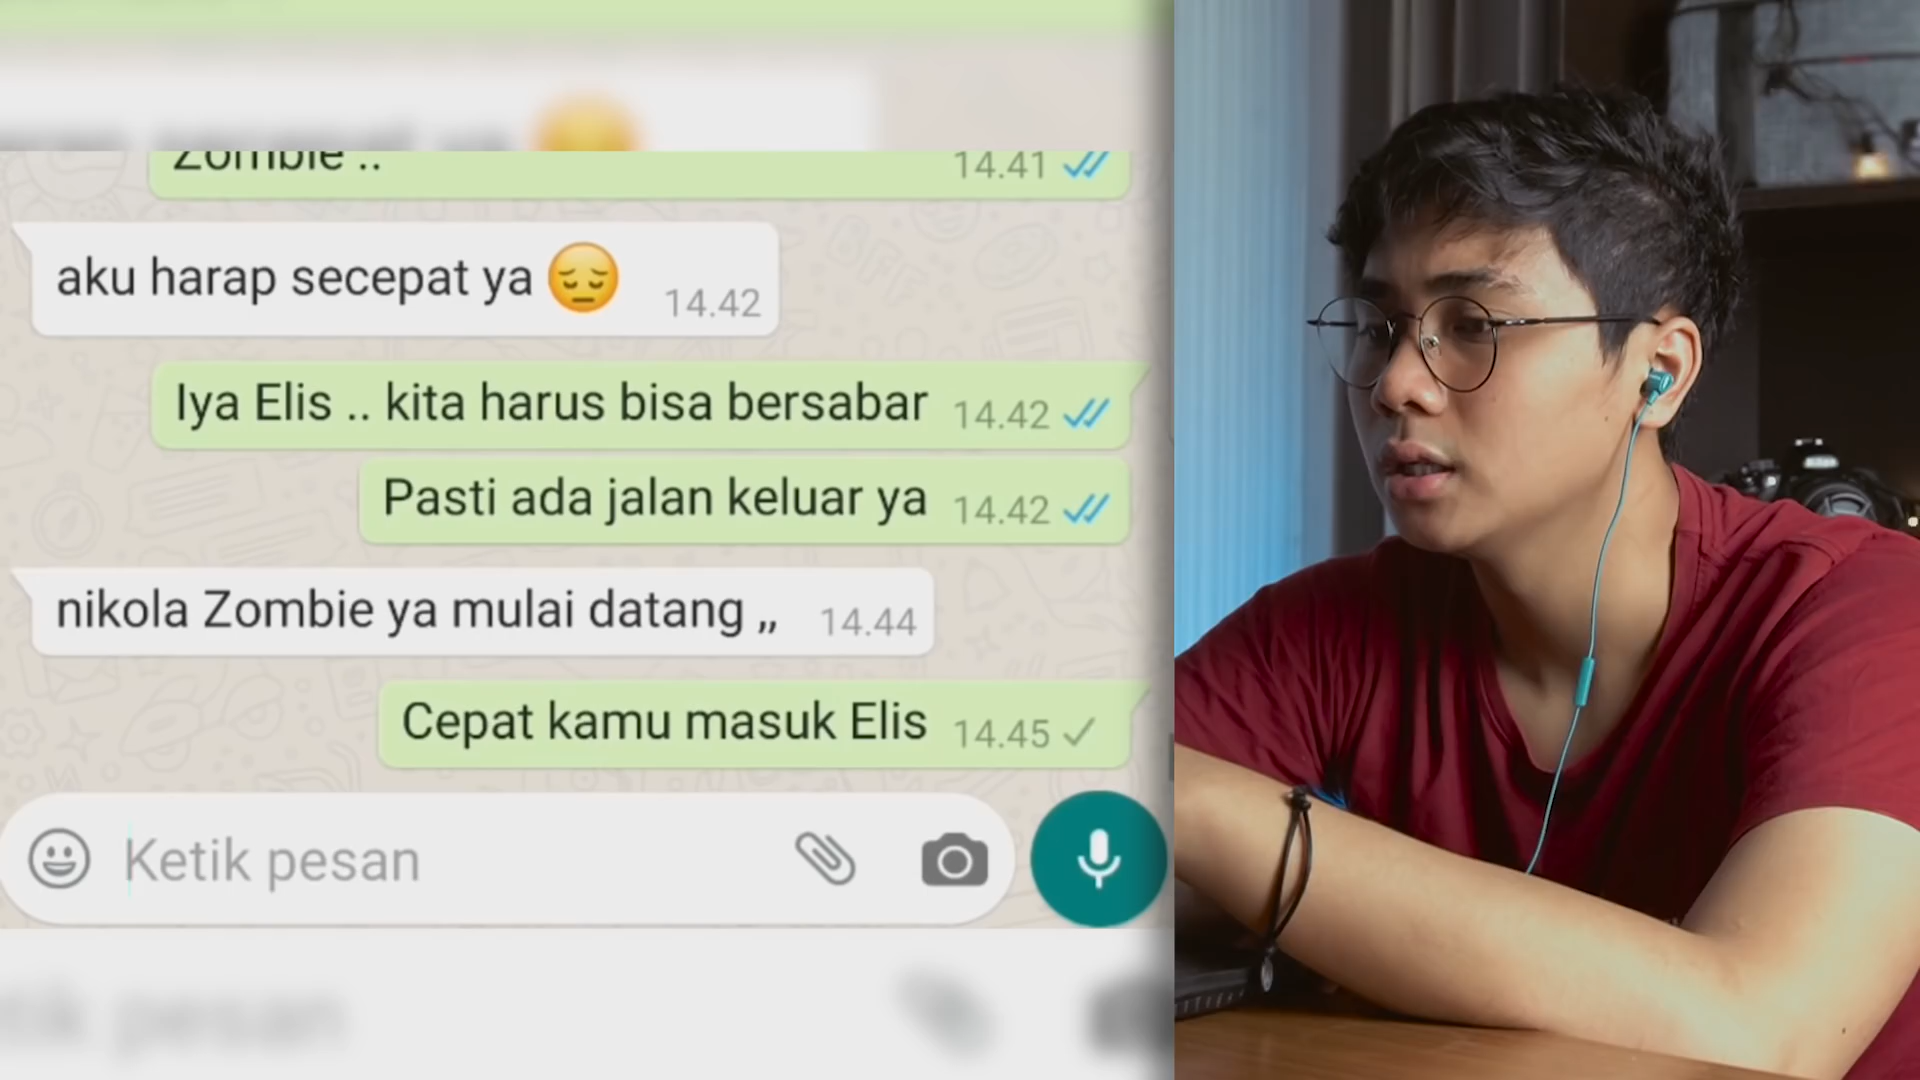 Zombie ..
14.41
aku harap secepat ya 😔 14.42
Iya Elis .. kita harus bisa bersabar 14.42
Pasti ada jalan keluar ya 14.42
nikola Zombie ya mulai datang ,, 14.44
Cepat kamu masuk Elis 14.45
Ketik pesan